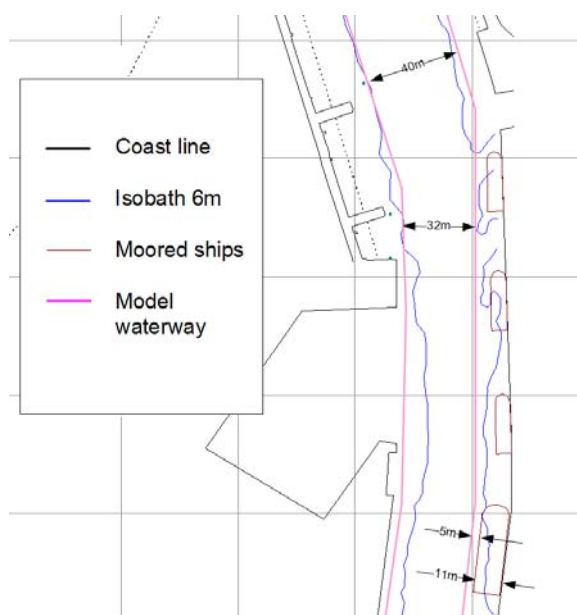 Coast line
Isobath 6m
Moored ships
Model
waterway
40m
32m
5m
11m